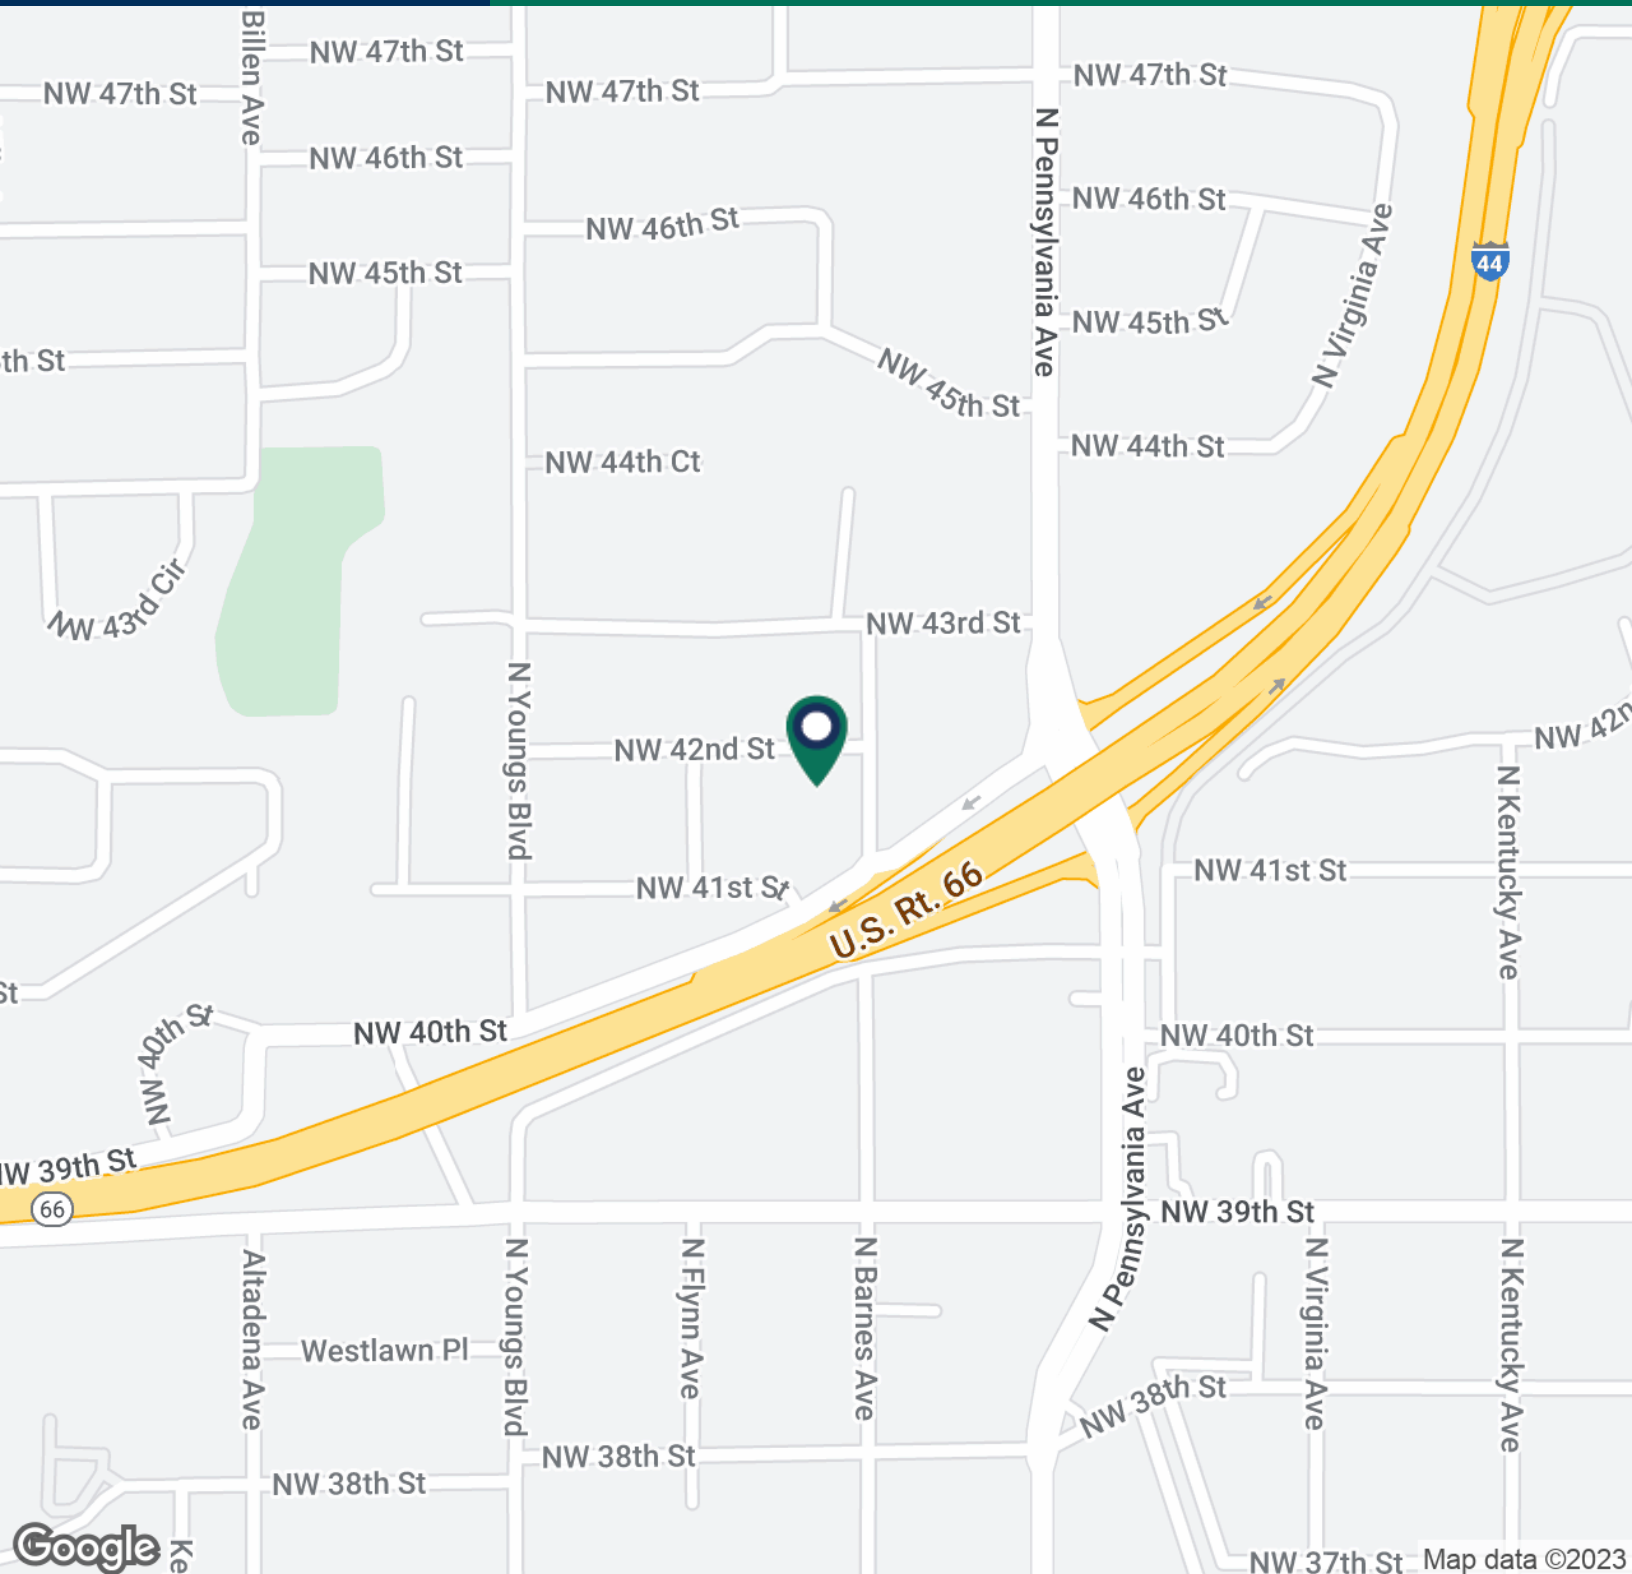 Billen Ave
NW 47th St
NW 47th St
NW 47th St
NW 47th St
N Pennsylvania Ave
NW 46th St
NW 46th St
NW 46th St
N Virginia Ave
44
NW 45th St
NW 45th St
th St
NW 45th St
NW 44th St
NW 44th Ct
NW 43rd Cir
NW 43rd St
N Youngs Blvd
NW 42nd St
NW 42n
N Kentucky Ave
NW 41st St
NW 41st St
U.S. Rt. 66
St
NW 40th St
NW 40th St
NW 40th St
N Pennsylvania Ave
NW 39th St
66
NW 39th St
Altadena Ave
N Youngs Blvd
N Flynn Ave
N Barnes Ave
N Virginia Ave
N Kentucky Ave
Westlawn Pl
NW 38th St
NW 38th St
NW 38th St
Ke
Google
NW 37th St
Map data ©2023